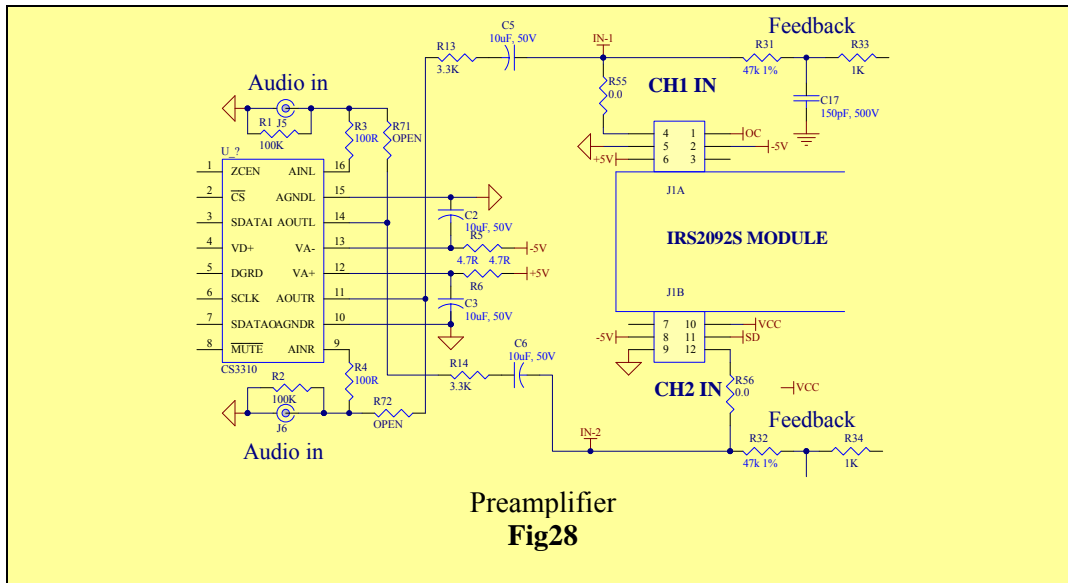 C5
10uF, 50V
R13
3.3K
IN-1
Feedback
R31
47k 1%
R33
1K
Audio in
J5
R1
100K
R3
100R
R71
OPEN
R55
0.0
CH1 IN
C17
150pF, 500V
4 1 OC
5 2 -5V
+5V 6 3
J1A
U_?
1 ZCEN AINL 16
2 CS AGNDL 15
3 SDATAI AOUTL 14
4 VD+ VA- 13
5 DGRD VA+ 12
6 SCLK AOUTR 11
7 SDATAO AGNDR 10
8 MUTE AINR 9
CS3310
C2
10uF, 50V
R5
4.7R 4.7R
-5V
+5V
R6
C3
10uF, 50V
IRS2092S MODULE
J1B
7 10 VCC
-5V 8 11 SD
9 12
C6
10uF, 50V
R14
3.3K
CH2 IN
R56
0.0
VCC
R4
100R
R2
100K
J6
R72
OPEN
Audio in
IN-2
Feedback
R32
47k 1%
R34
1K
Preamplifier
Fig28